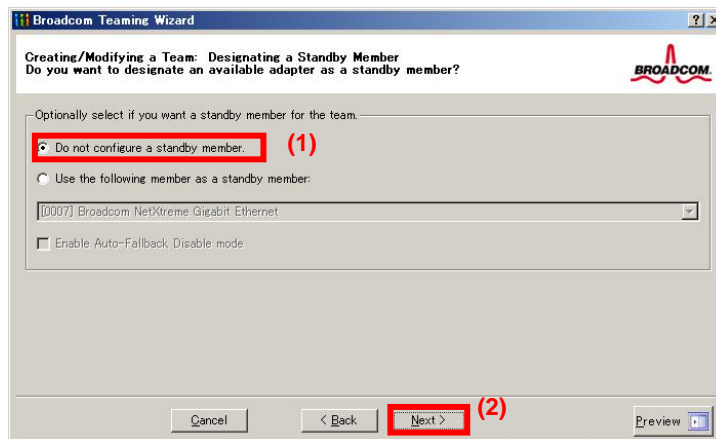 Broadcom Teaming Wizard
Creating/Modifying a Team: Designating a Standby Member
Do you want to designate an available adapter as a standby member?
BROADCOM.
Optionally select if you want a standby member for the team.
Do not configure a standby member.
(1)
Use the following member as a standby member:
[0007] Broadcom NetXtreme Gigabit Ethernet
Enable Auto-Fallback Disable mode
Cancel
< Back
Next >
(2)
Preview